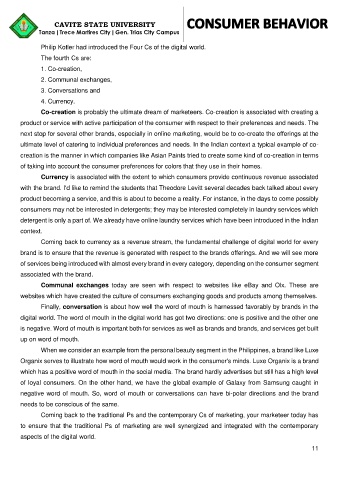 CAVITE STATE UNIVERSITY
Tanza | Trece Martires City | Gen. Trias City Campus
CONSUMER BEHAVIOR
Philip Kotler had introduced the Four Cs of the digital world.
The fourth Cs are:
1. Co-creation,
2. Communal exchanges,
3. Conversations and
4. Currency.
Co-creation is probably the ultimate dream of marketeers. Co-creation is associated with creating a
product or service with active participation of the consumer with respect to their preferences and needs. The
next stop for several other brands, especially in online marketing, would be to co-create the offerings at the
ultimate level of catering to individual preferences and needs. In the Indian context a typical example of co-
creation is the manner in which companies like Asian Paints tried to create some kind of co-creation in terms
of taking into account the consumer preferences for colors that they use in their homes.
Currency is associated with the extent to which consumers provide continuous revenue associated
with the brand. I'd like to remind the students that Theodore Levitt several decades back talked about every
product becoming a service, and this is about to become a reality. For instance, in the days to come possibly
consumers may not be interested in detergents; they may be interested completely in laundry services which
detergent is only a part of. We already have online laundry services which have been introduced in the Indian
context.
Coming back to currency as a revenue stream, the fundamental challenge of digital world for every
brand is to ensure that the revenue is generated with respect to the brands offerings. And we will see more
of services being introduced with almost every brand in every category, depending on the consumer segment
associated with the brand.
Communal exchanges today are seen with respect to websites like eBay and Olx. These are
websites which have created the culture of consumers exchanging goods and products among themselves.
Finally, conversation is about how well the word of mouth is harnessed favorably by brands in the
digital world. The word of mouth in the digital world has got two directions: one is positive and the other one
is negative. Word of mouth is important both for services as well as brands and brands, and services get built
up on word of mouth.
When we consider an example from the personal beauty segment in the Philippines, a brand like Luxe
Organix serves to illustrate how word of mouth would work in the consumer's minds. Luxe Organix is a brand
which has a positive word of mouth in the social media. The brand hardly advertises but still has a high level
of loyal consumers. On the other hand, we have the global example of Galaxy from Samsung caught in
negative word of mouth. So, word of mouth or conversations can have bi-polar directions and the brand
needs to be conscious of the same.
Coming back to the traditional Ps and the contemporary Cs of marketing, your marketeer today has
to ensure that the traditional Ps of marketing are well synergized and integrated with the contemporary
aspects of the digital world.
11